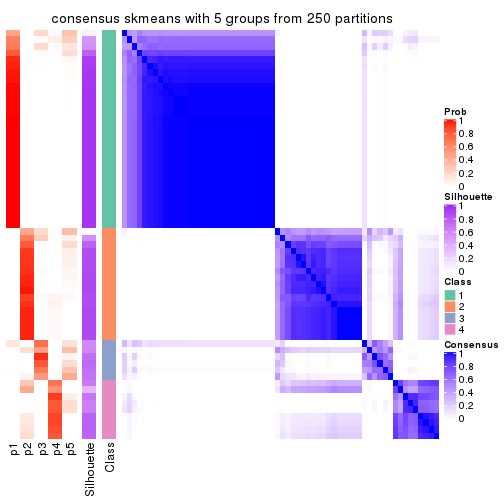 consensus skmeans with 5 groups from 250 partitions
Prob
1
0.8
0.6
0.4
0.2
0
Silhouette
1
0.8
0.6
0.4
0.2
0
Class
1
2
3
4
Consensus
1
0.8
0.6
0.4
0.2
0
p1
p2
p3
p4
p5
Silhouette
Class